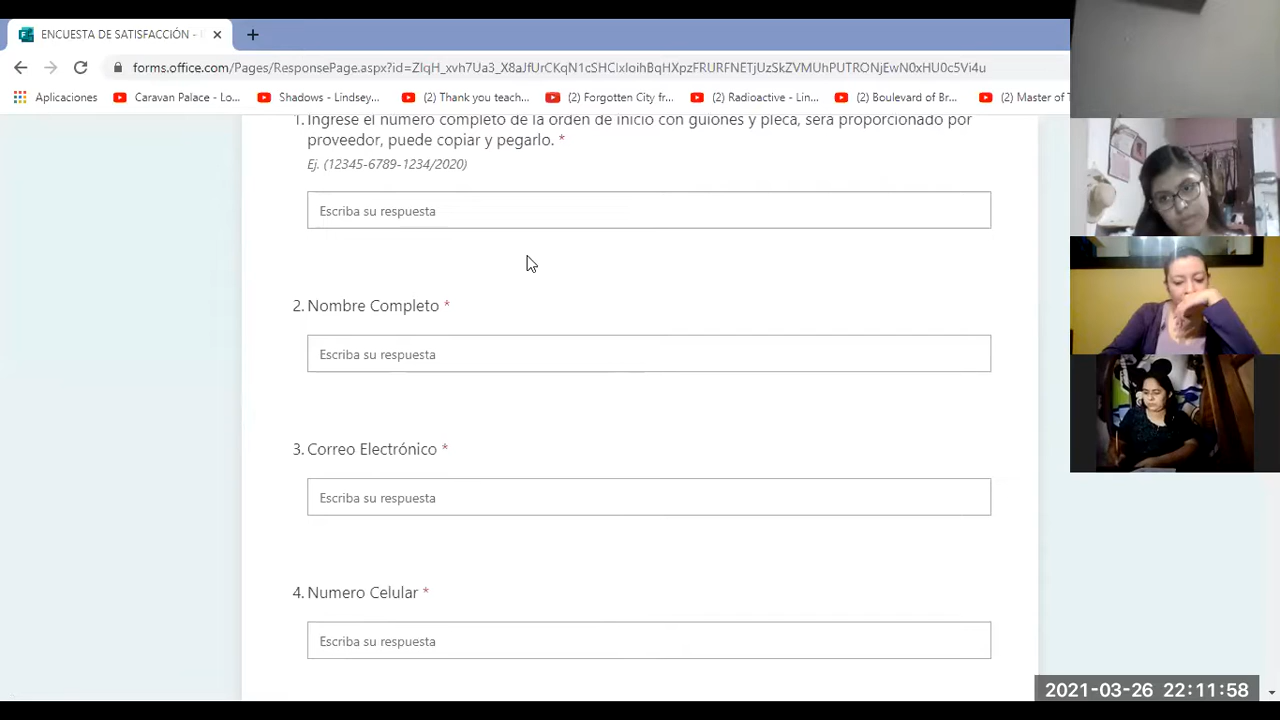 ENCUESTA DE SATISFACCIÓN -
forms.office.com/Pages/ResponsePage.aspx?id=ZIqH_xvh7Ua3_X8aJfUrCKqN1cSHClxIoihBqHXpzFRURFNETjUzSkZVMUhPUTRONjEwN0xHU0c5Vi4u
Aplicaciones
Caravan Palace - Lo...
Shadows - Lindsey...
(2) Thank you teach...
(2) Forgotten City fr...
(2) Radioactive - Lin...
(2) Boulevard of Br...
(2) Master of T
1. Ingrese el numero completo de la orden de inicio con guiones y pleca, será proporcionado por
proveedor, puede copiar y pegarlo. *
Ej. (12345-6789-1234/2020)
Escriba su respuesta
2. Nombre Completo *
Escriba su respuesta
3. Correo Electrónico *
Escriba su respuesta
4. Numero Celular *
Escriba su respuesta
2021-03-26 22:11:58